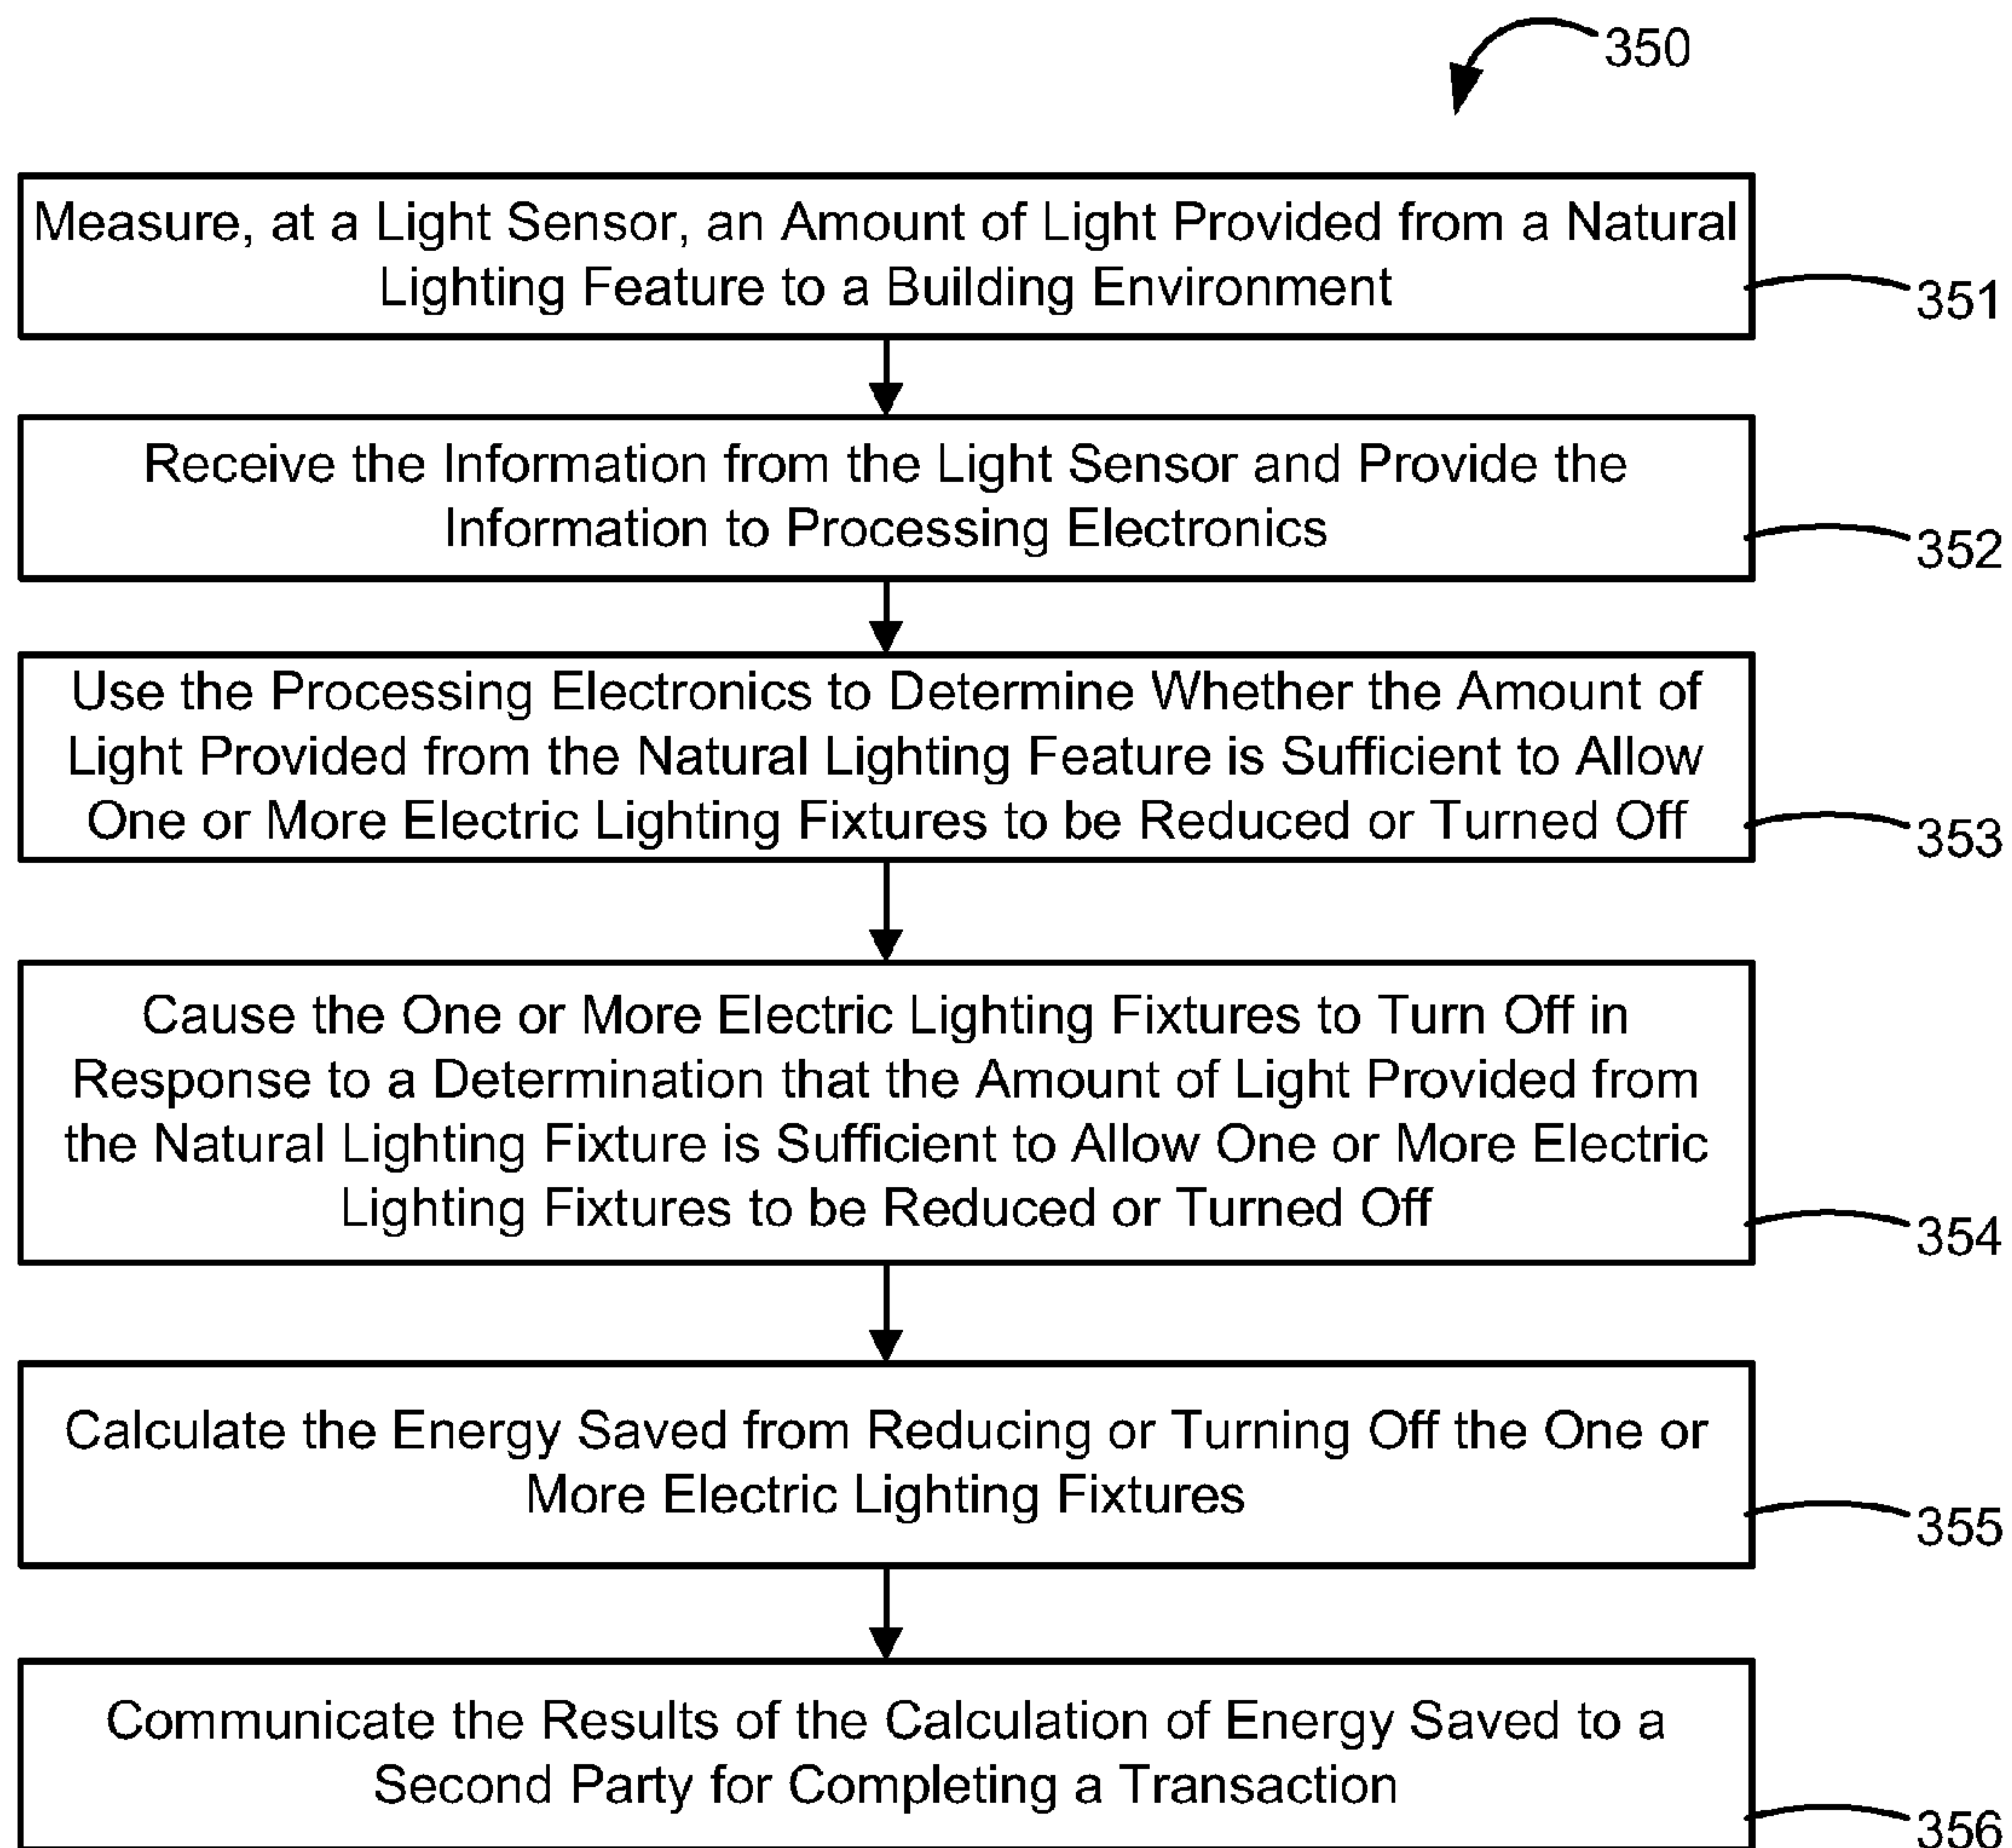 350
Measure, at a Light Sensor, an Amount of Light Provided from a Natural
Lighting Feature to a Building Environment
351
Receive the Information from the Light Sensor and Provide the
Information to Processing Electronics
352
Use the Processing Electronics to Determine Whether the Amount of
Light Provided from the Natural Lighting Feature is Sufficient to Allow
One or More Electric Lighting Fixtures to be Reduced or Turned Off
353
Cause the One or More Electric Lighting Fixtures to Turn Off in
Response to a Determination that the Amount of Light Provided from
the Natural Lighting Fixture is Sufficient to Allow One or More Electric
Lighting Fixtures to be Reduced or Turned Off
354
Calculate the Energy Saved from Reducing or Turning Off the One or
More Electric Lighting Fixtures
355
Communicate the Results of the Calculation of Energy Saved to a
Second Party for Completing a Transaction
356